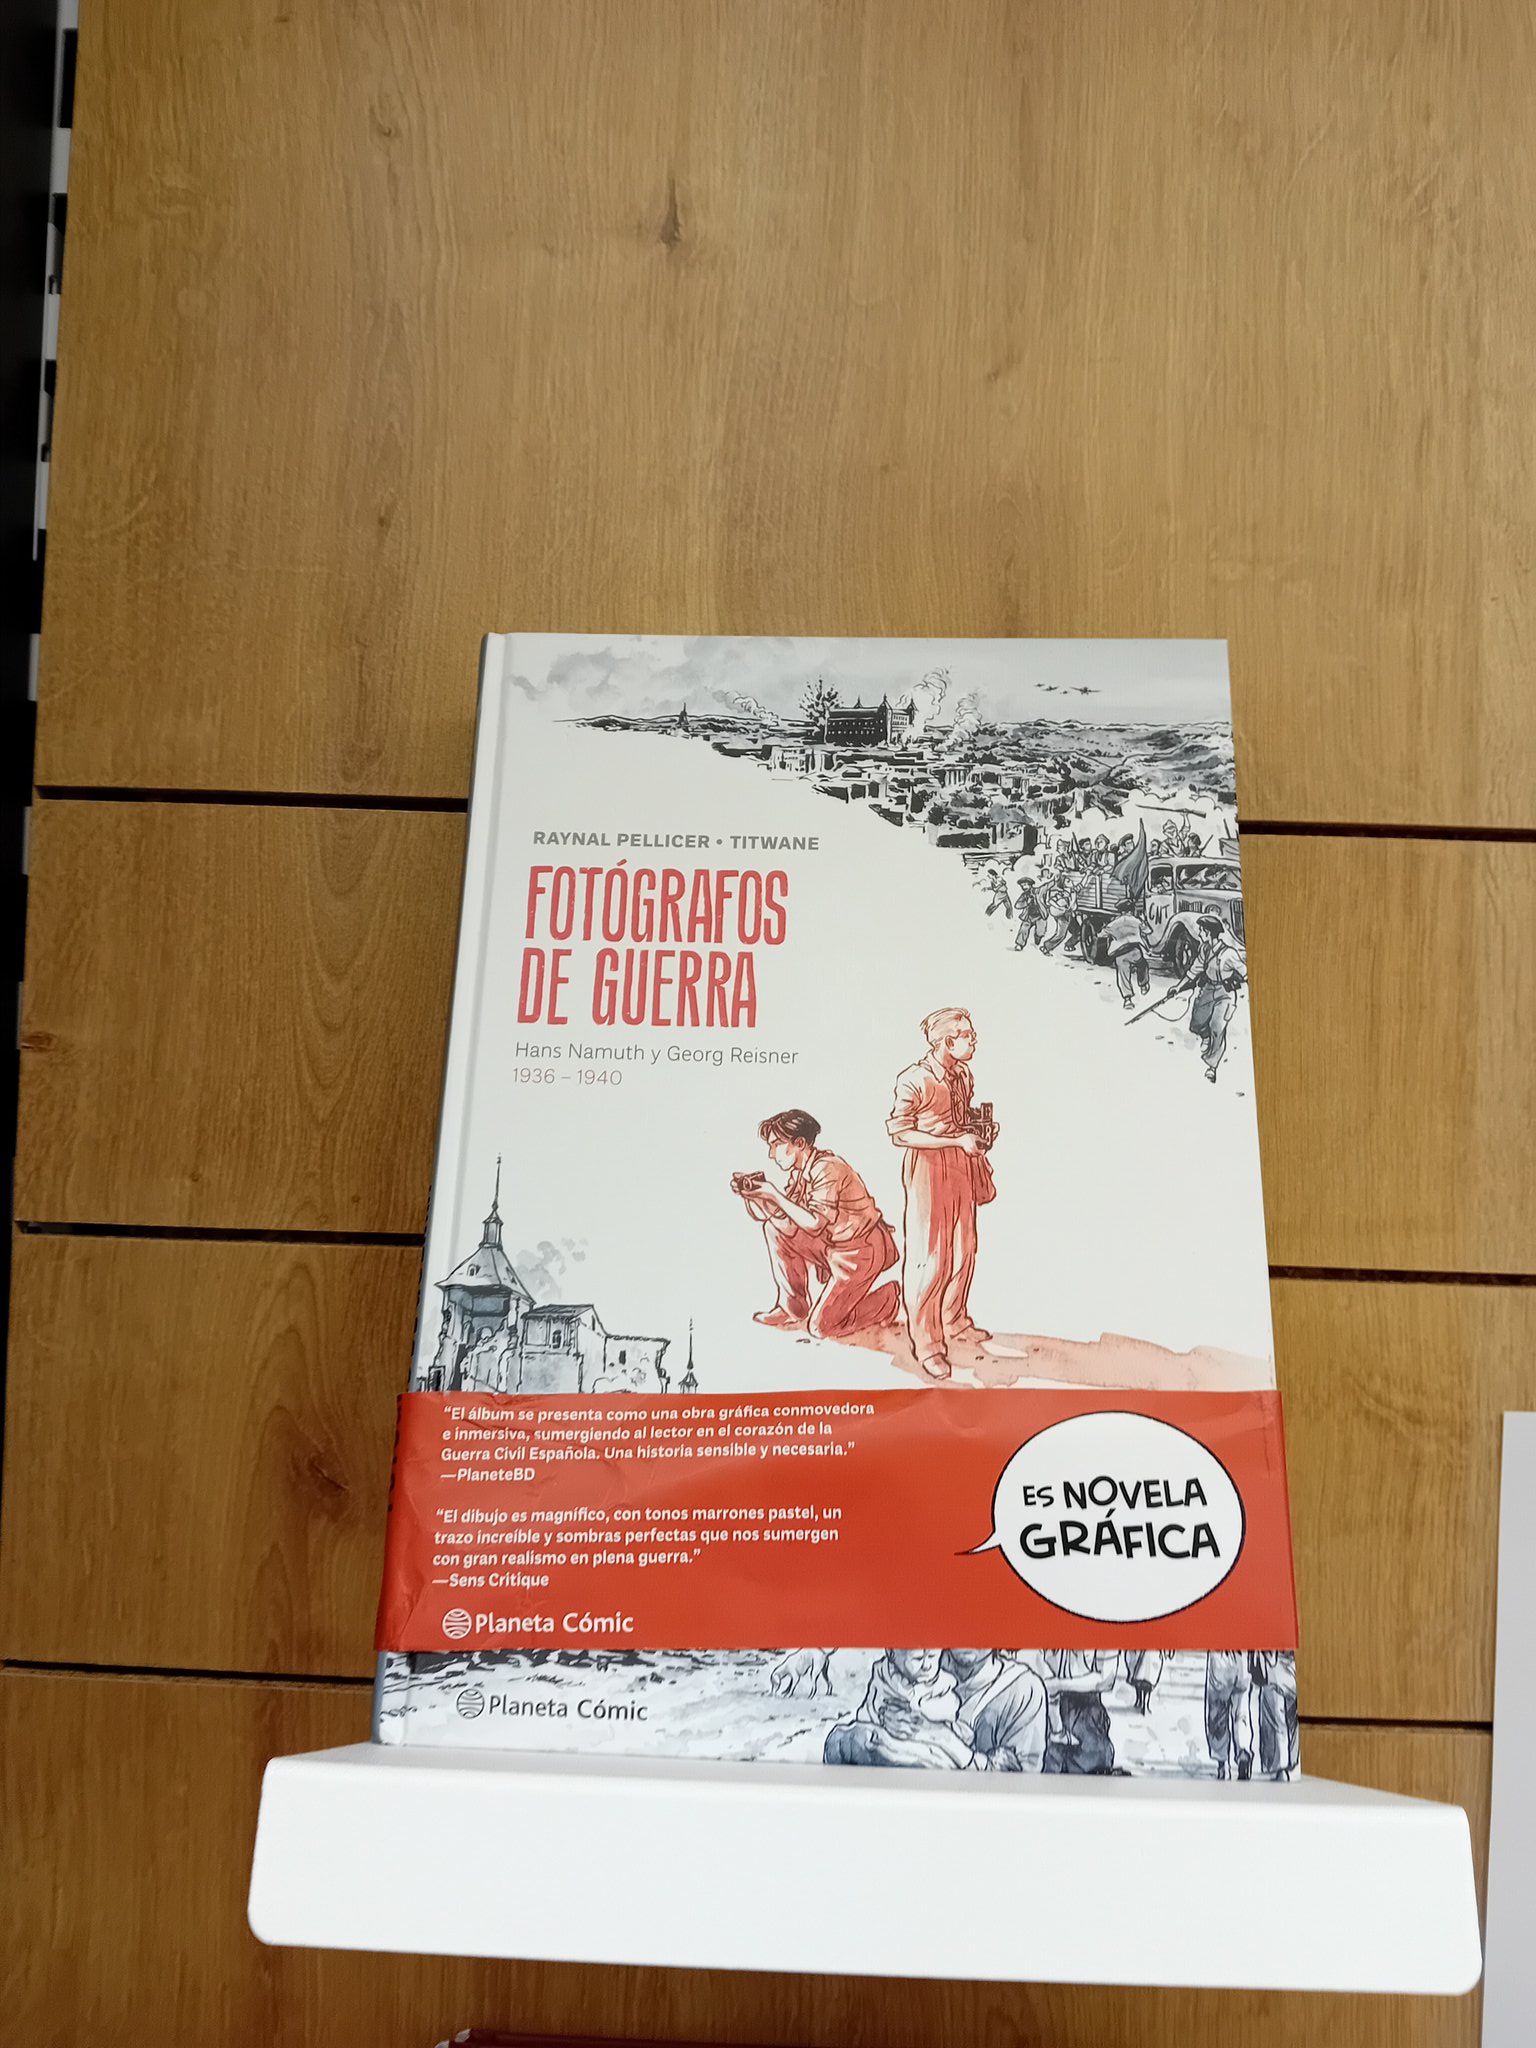 RAYNAL PELLICER • TITWANE
FOTÓGRAFOS
DE GUERRA
Hans Namuth y Georg Reisner
1936 – 1940
CNT
“El álbum se presenta como una obra gráfica conmovedora
e inmersiva, sumergiendo al lector en el corazón de la
Guerra Civil Española. Una historia sensible y necesaria.”
—PlaneteBD
“El dibujo es magnífico, con tonos marrones pastel, un
trazo increíble y sombras perfectas que nos sumergen
con gran realismo en plena guerra.”
—Sens Critique
ES NOVELA
GRÁFICA
Planeta Cómic
Planeta Cómic